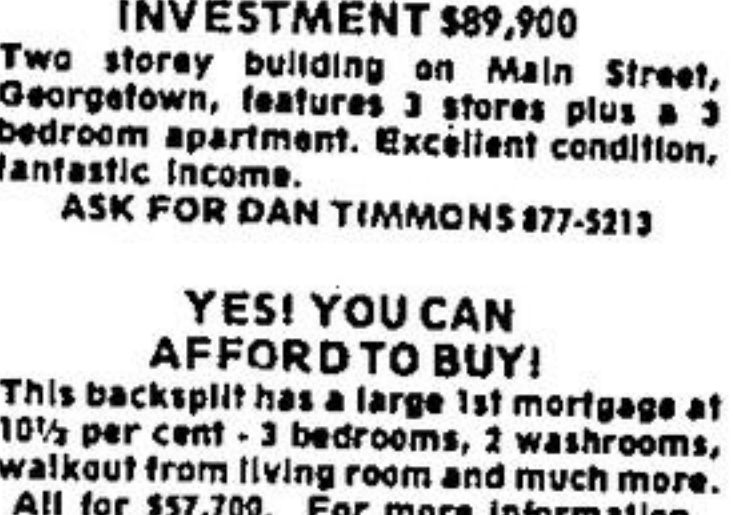 INVESTMENT $89,900
Two storey building on Main Street,
Georgetown, features 3 stores plus a 3
bedroom apartment. Excellent condition,
fantastic income.
ASK FOR DAN TIMMONS 877-5213
YES! YOU CAN
AFFORD TO BUY!
This backsplit has a large 1st mortgage at
10½ per cent - 3 bedrooms, 2 washrooms,
walkout from living room and much more.
All for $57,700. For more information